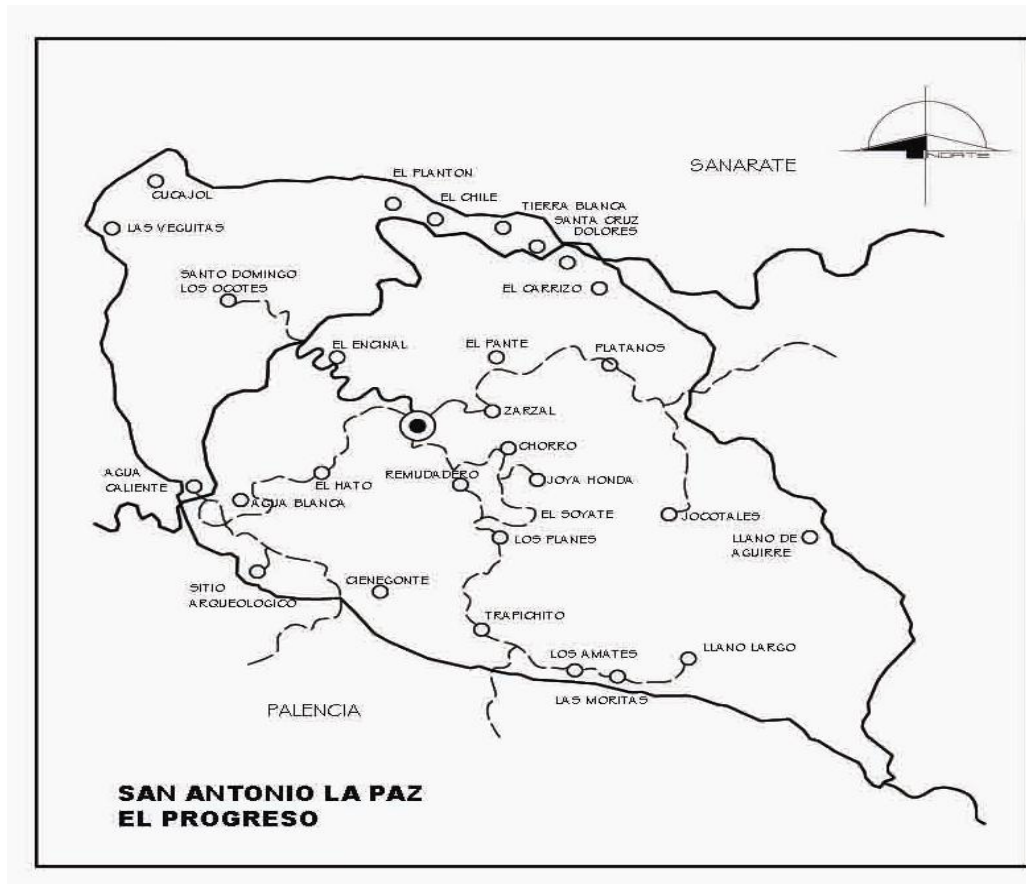 NORTE
SANARATE
EL PLANTON
CUCAJOL
EL CHILE
TIERRA BLANCA
SANTA CRUZ
DOLORES
LAS VEGUITAS
SANTO DOMINGO
LOS OCOTES
EL CARRIZO
EL ENCINAL
EL PANTE
PLATANOS
ZARZAL
CHORRO
AGUA
CALIENTE
EL HATO
REMUDADERO
JOYA HONDA
AGUA BLANCA
EL SOYATE
JOCOTALES
LOS PLANES
LLANO DE
AGUIRRE
CIENEGONTE
SITIO
ARQUEOLOGICO
TRAPICHITO
LOS AMATES
LLANO LARGO
LAS MORITAS
PALENCIA
SAN ANTONIO LA PAZ
EL PROGRESO